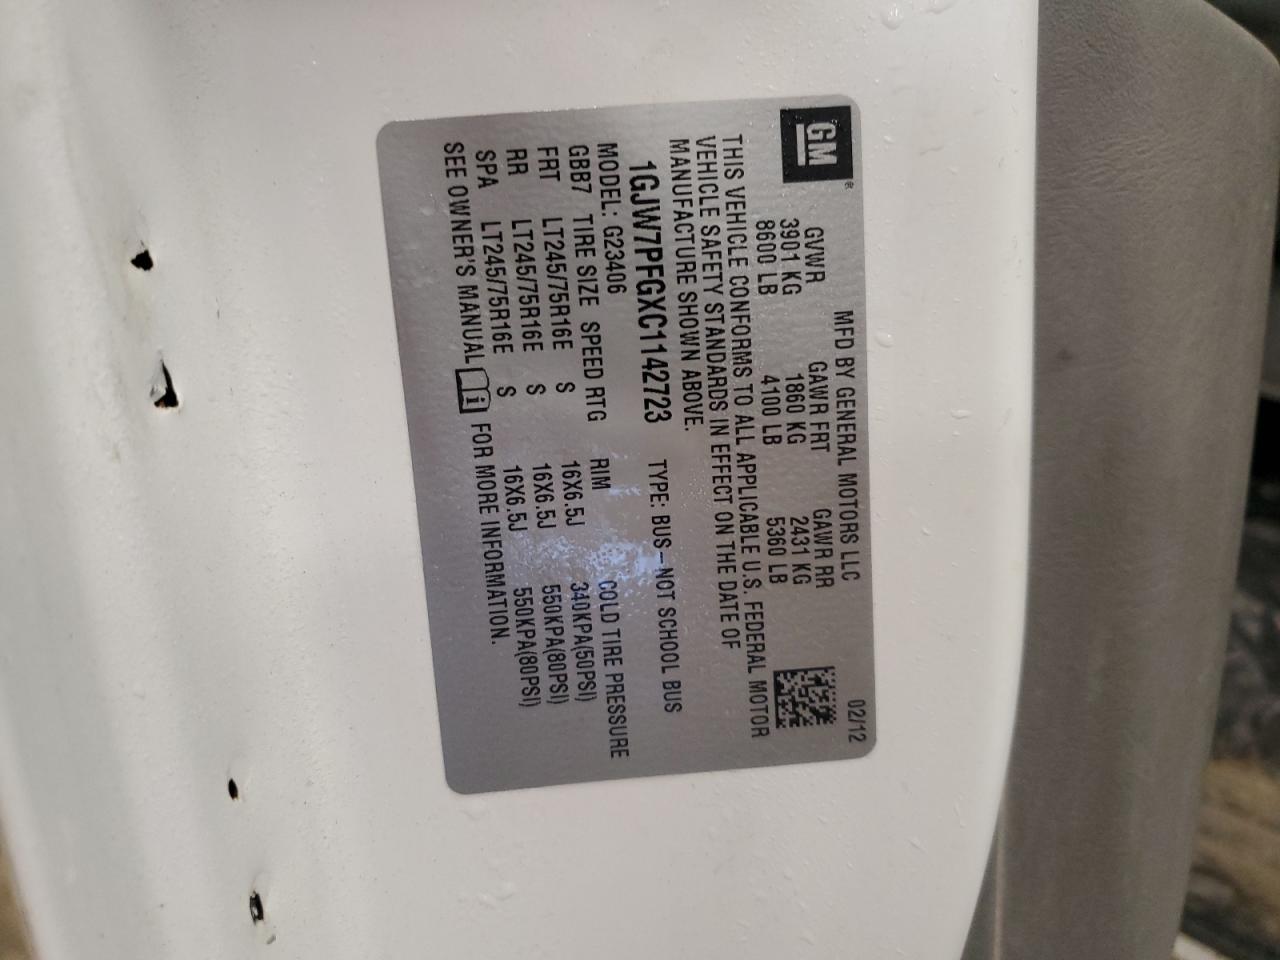 GM ®
MFD BY GENERAL MOTORS LLC 02/12
GVWR GAWR FRT GAWR RR
3901 KG 1860 KG 2431 KG
8600 LB 4100 LB 5360 LB
THIS VEHICLE CONFORMS TO ALL APPLICABLE U.S. FEDERAL MOTOR
VEHICLE SAFETY STANDARDS IN EFFECT ON THE DATE OF
MANUFACTURE SHOWN ABOVE.
1GJW7PFGXC1142723 TYPE: BUS–NOT SCHOOL BUS
MODEL: G23406
GBB7 TIRE SIZE SPEED RTG RIM COLD TIRE PRESSURE
FRT LT245/75R16E S 16X6.5J 340KPA(50PSI)
RR LT245/75R16E S 16X6.5J 550KPA(80PSI)
SPA LT245/75R16E S 16X6.5J 550KPA(80PSI)
SEE OWNER'S MANUAL i FOR MORE INFORMATION.